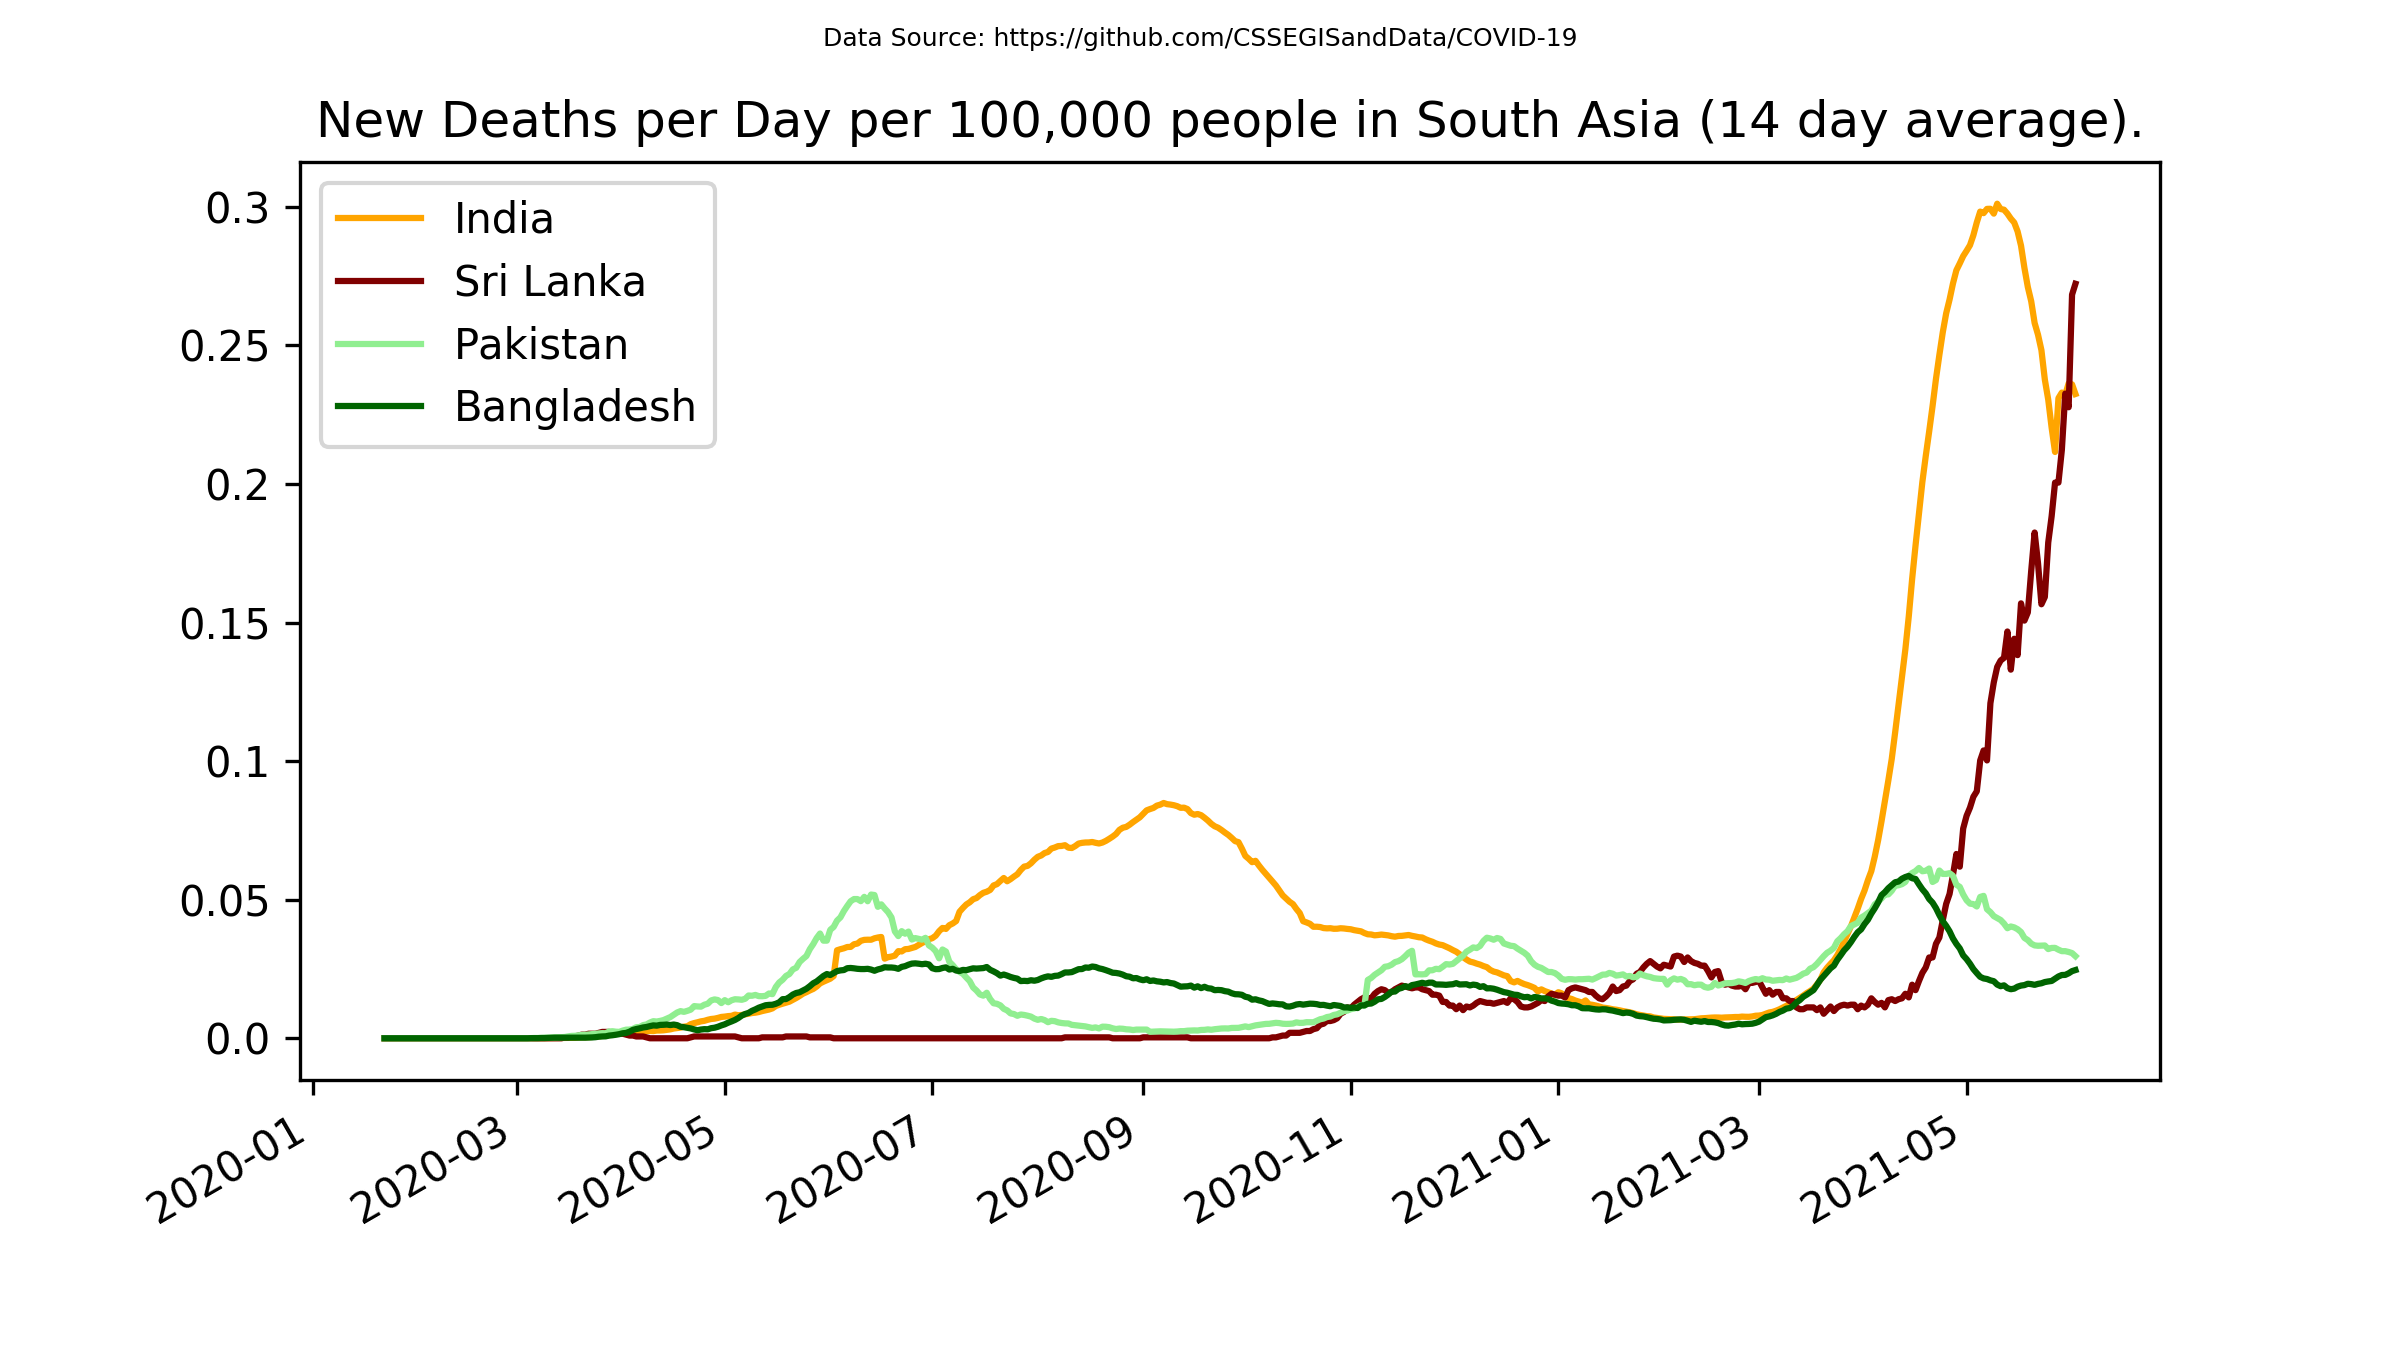 Data Source: https://github.com/CSSEGISandData/COVID-19
New Deaths per Day per 100,000 people in South Asia (14 day average).
India
Sri Lanka
Pakistan
Bangladesh
0.3
0.25
0.2
0.15
0.1
0.05
0.0
2020-01
2020-03
2020-05
2020-07
2020-09
2020-11
2021-01
2021-03
2021-05